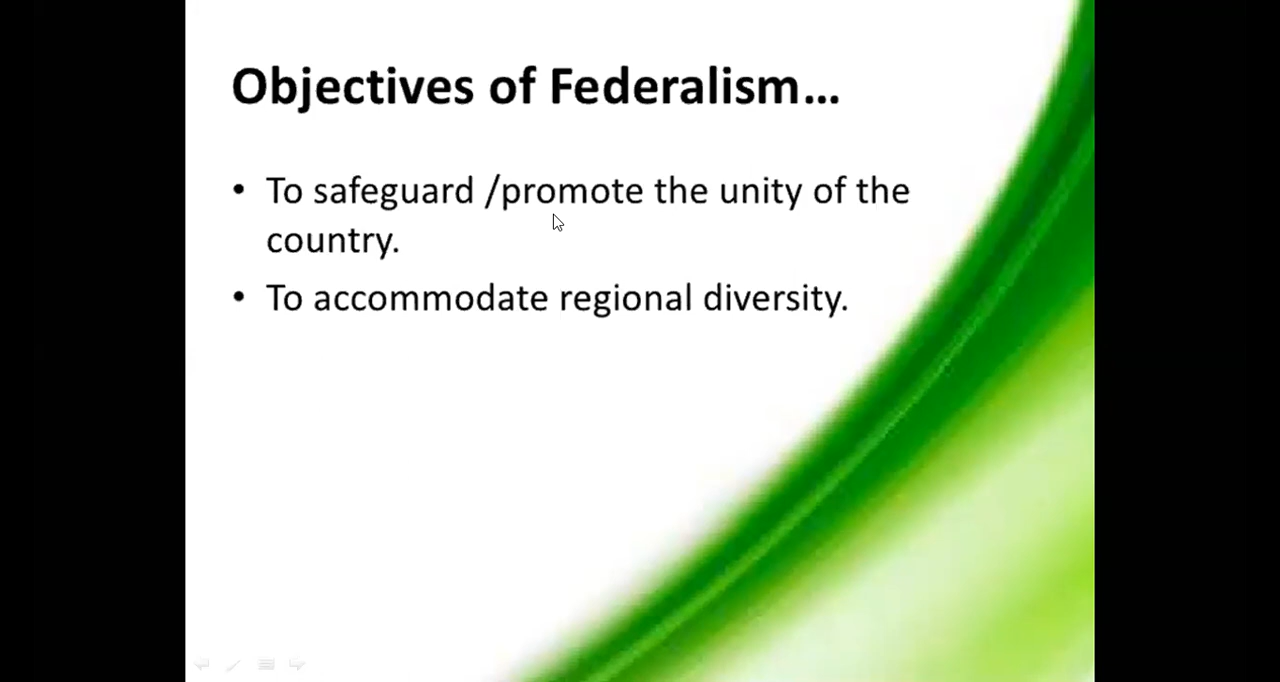 Objectives of Federalism...
• To safeguard /promote the unity of the
country.
• To accommodate regional diversity.